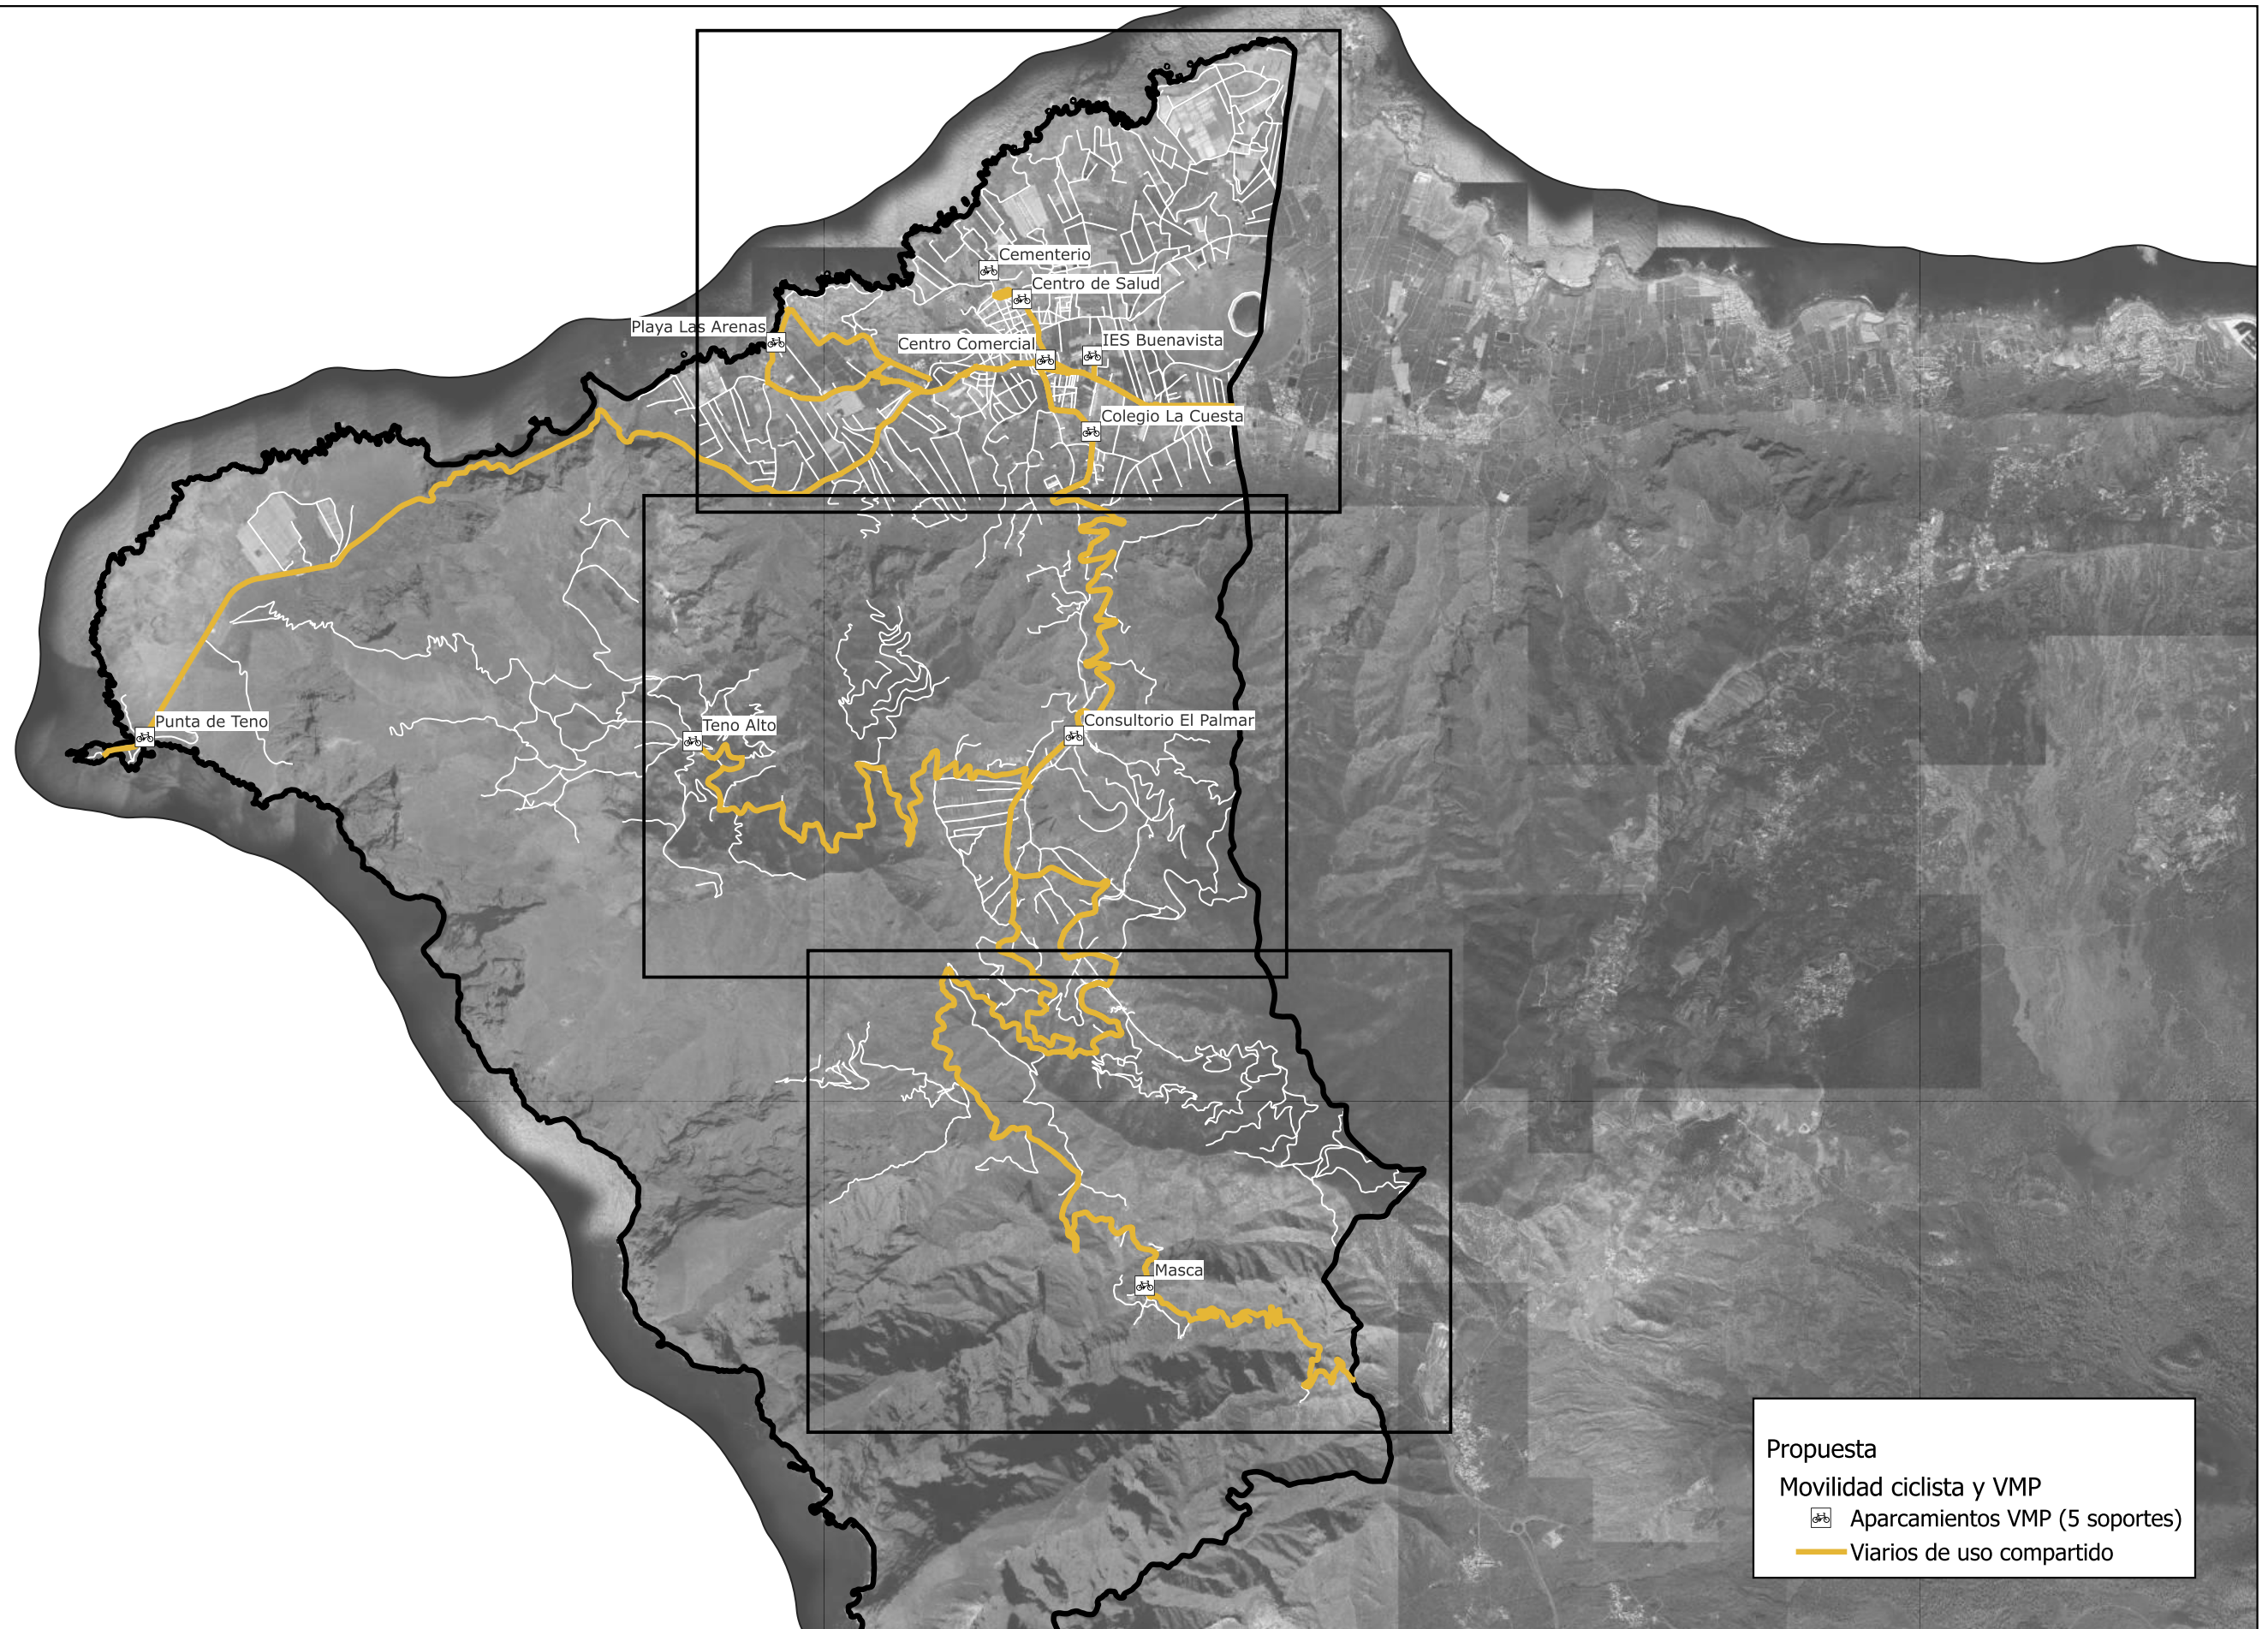 Cementerio
Centro de Salud
Playa Las Arenas
Centro Comercial
IES Buenavista
Colegio La Cuesta
Punta de Teno
Teno Alto
Consultorio El Palmar
Masca
Propuesta
Movilidad ciclista y VMP
Aparcamientos VMP (5 soportes)
Viarios de uso compartido